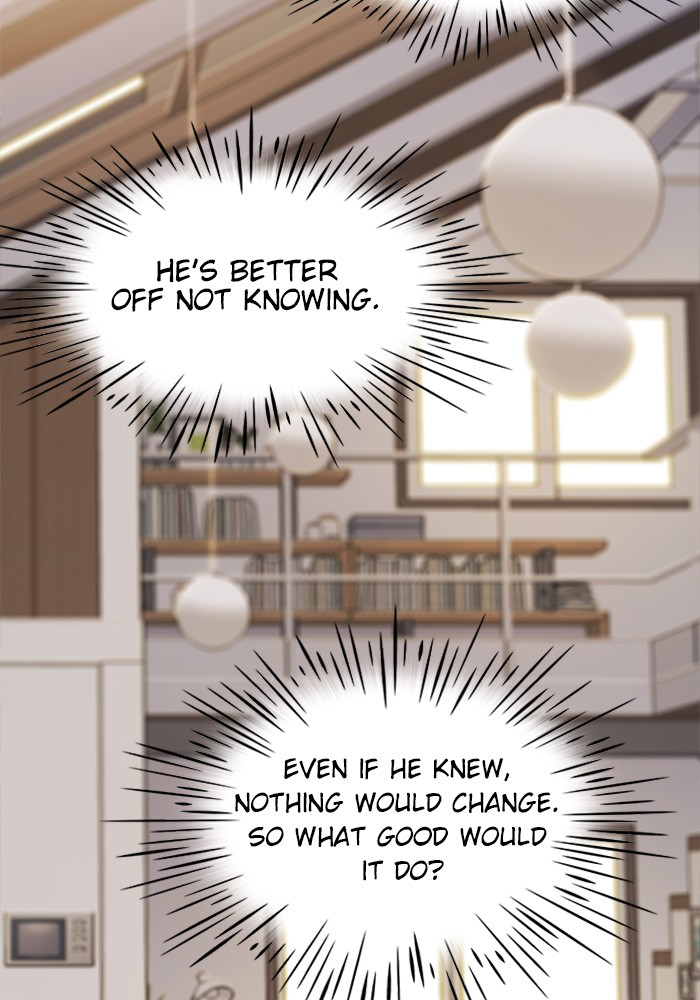 HE'S BETTER
OFF NOT KNOWING.
EVEN IF HE KNEW,
NOTHING WOULD CHANGE.
SO WHAT GOOD WOULD
IT DO?